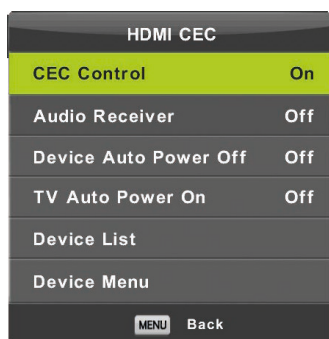 HDMI CEC
CEC Control On
Audio Receiver Off
Device Auto Power Off Off
TV Auto Power On Off
Device List
Device Menu
MENU Back